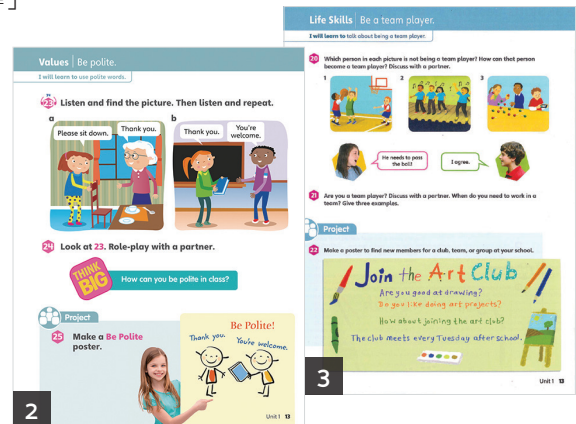 Values | Be polite.
I will learn to use polite words.
23 Listen and find the picture. Then listen and repeat.
a
b
Please sit down.
Thank you.
Thank you.
You're
welcome.
24 Look at 23. Role-play with a partner.
THINK
BIG
How can you be polite in class?
Project
25 Make a Be Polite
poster.
Be Polite!
Thank you.
You're welcome.
Unit 1 13
2
Life Skills | Be a team player.
I will learn to talk about being a team player.
20 Which person in each picture is not being a team player? How can that person
become a team player? Discuss with a partner.
1
2
3
He needs to pass
the ball!
I agree.
21 Are you a team player? Discuss with a partner. When do you need to work in a
team? Give three examples.
Project
22 Make a poster to find new members for a club, team, or group at your school.
Join the Art Club
Are you good at drawing?
Do you like doing art projects?
How about joining the art club?
The club meets every Tuesday after school.
Unit 1 13
3